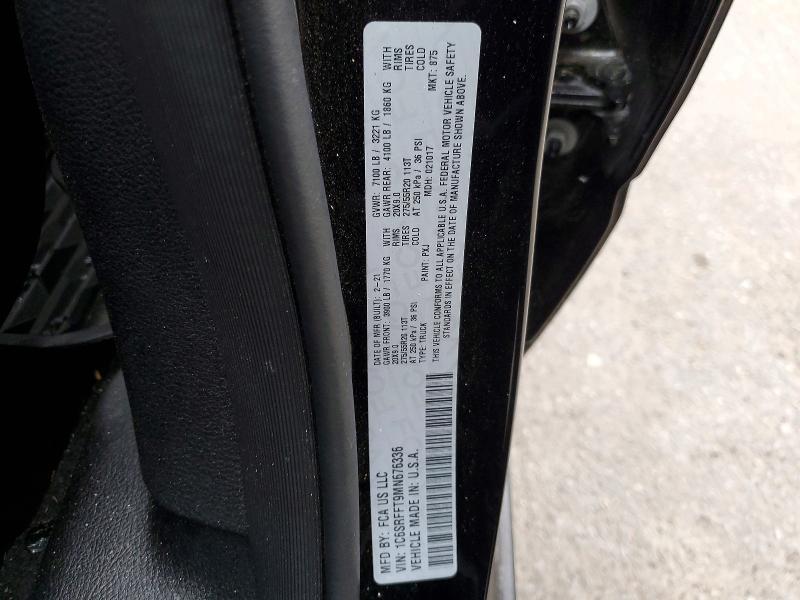 MFD BY: FCA US LLC
VIN: 1C6SRFFT9MN676336
VEHICLE MADE IN: U.S.A.
DATE OF MFR (BUILT): 2-21 GVWR: 7100 LB / 3221 KG
GAWR FRONT: 3900 LB / 1770 KG WITH GAWR REAR: 4100 LB / 1860 KG WITH
20X9.0 RIMS 20X9.0 RIMS
275/55R20 113T TIRES 275/55R20 113T TIRES
AT 250 kPa / 36 PSI COLD AT 250 kPa / 36 PSI COLD
TYPE: TRUCK PAINT: PXJ MDH: 021017 MKT: 875
THIS VEHICLE CONFORMS TO ALL APPLICABLE U.S.A. FEDERAL MOTOR VEHICLE SAFETY
STANDARDS IN EFFECT ON THE DATE OF MANUFACTURE SHOWN ABOVE.